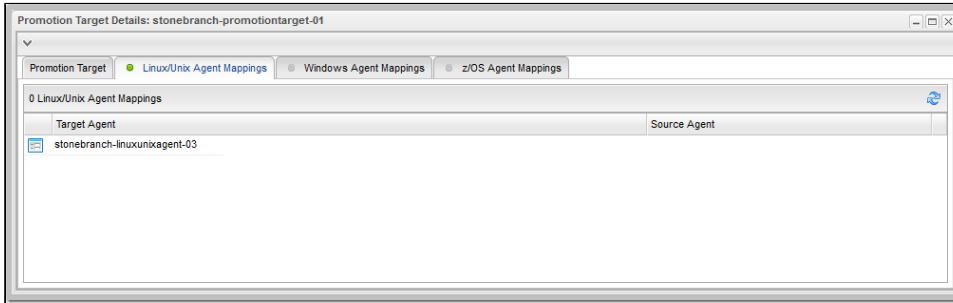 Promotion Target Details: stonebranch-promotiontarget-01
Promotion Target Linux/Unix Agent Mappings Windows Agent Mappings z/OS Agent Mappings
0 Linux/Unix Agent Mappings
Target Agent Source Agent
stonebranch-linuxunixagent-03